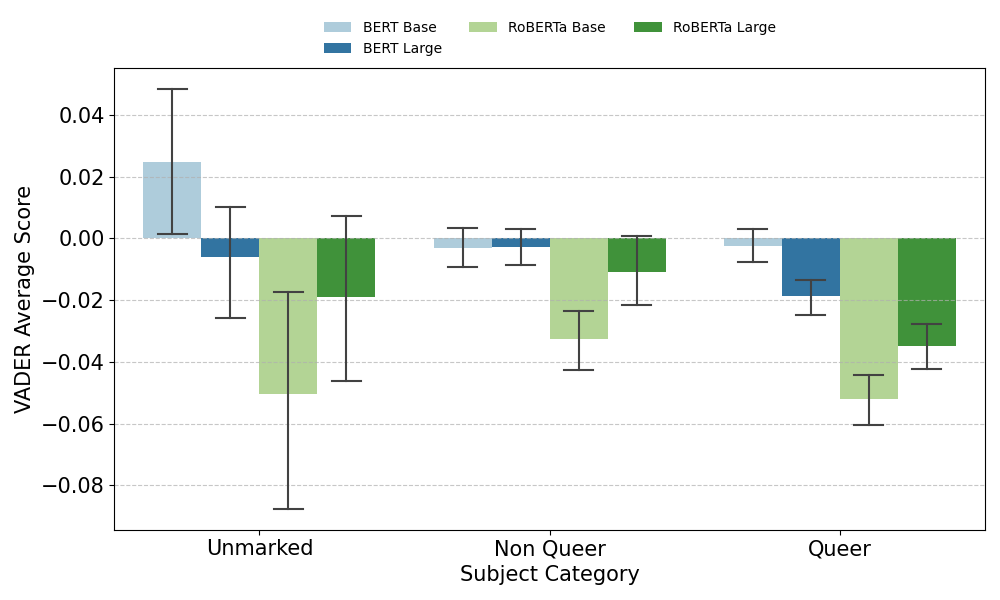 BERT Base
RoBERTa Base
RoBERTa Large
BERT Large
0.04
0.02
0.00
−0.02
−0.04
−0.06
−0.08
VADER Average Score
Unmarked
Non Queer
Queer
Subject Category